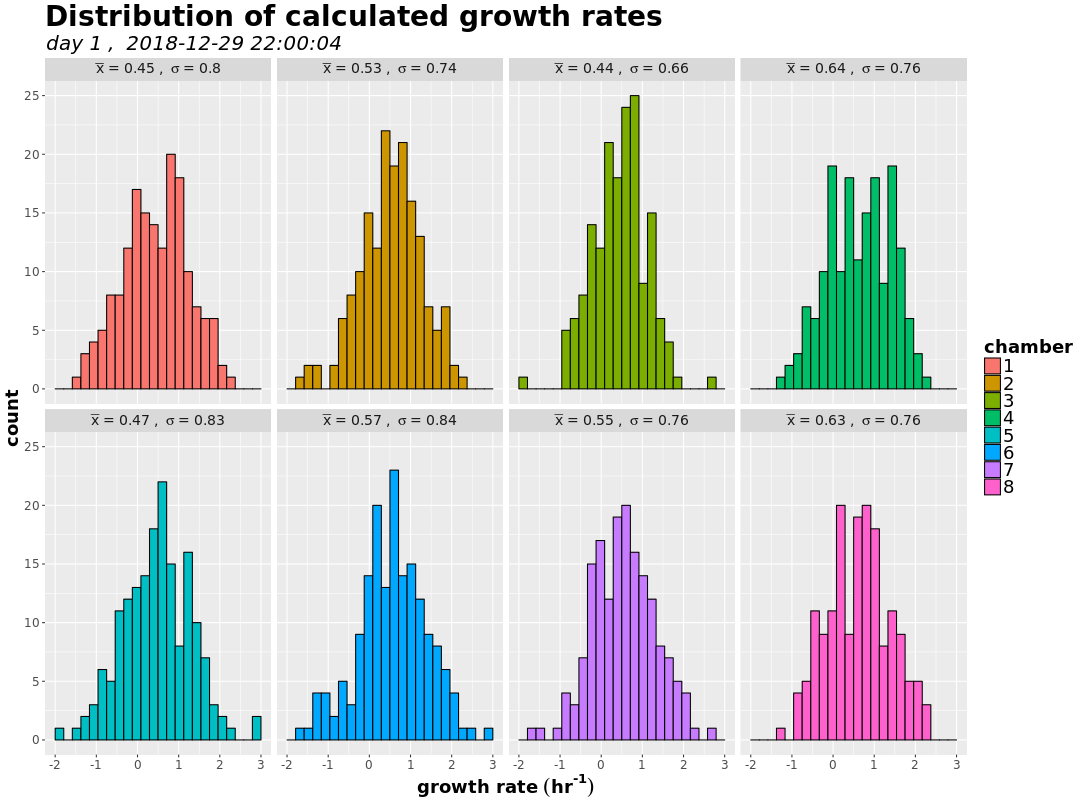 Distribution of calculated growth rates
day 1 ,  2018-12-29 22:00:04
x̅ = 0.45 ,  σ = 0.8
x̅ = 0.53 ,  σ = 0.74
x̅ = 0.44 ,  σ = 0.66
x̅ = 0.64 ,  σ = 0.76
25
20
15
10
5
0
x̅ = 0.47 ,  σ = 0.83
x̅ = 0.57 ,  σ = 0.84
x̅ = 0.55 ,  σ = 0.76
x̅ = 0.63 ,  σ = 0.76
25
20
15
10
5
0
count
-2 -1 0 1 2 3
-2 -1 0 1 2 3
-2 -1 0 1 2 3
-2 -1 0 1 2 3
growth rate (hr⁻¹)
chamber
1
2
3
4
5
6
7
8